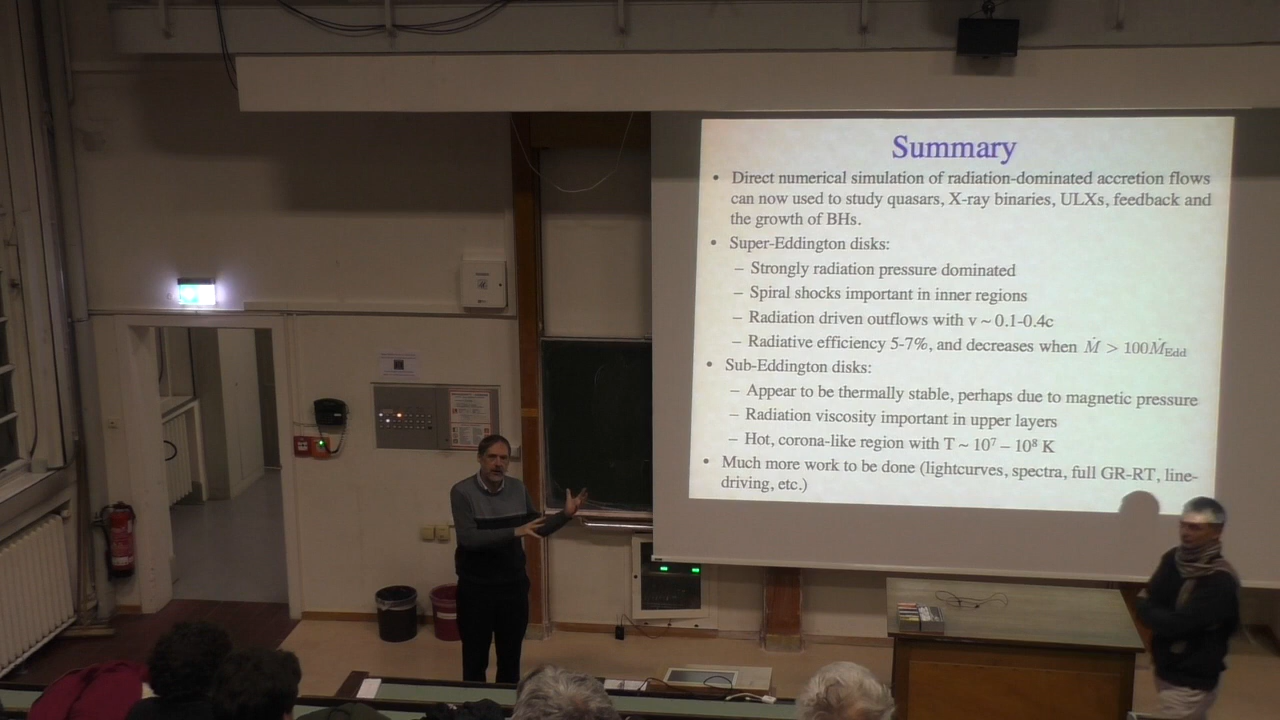 Summary
• Direct numerical simulation of radiation-dominated accretion flows
can now used to study quasars, X-ray binaries, ULXs, feedback and
the growth of BHs.
• Super-Eddington disks:
– Strongly radiation pressure dominated
– Spiral shocks important in inner regions
– Radiation driven outflows with v ~ 0.1-0.4c
– Radiative efficiency 5-7%, and decreases when Ṁ > 100Ṁ_Edd
• Sub-Eddington disks:
– Appear to be thermally stable, perhaps due to magnetic pressure
– Radiation viscosity important in upper layers
– Hot, corona-like region with T ~ 10⁷ – 10⁸ K
• Much more work to be done (lightcurves, spectra, full GR-RT, line-
driving, etc.)